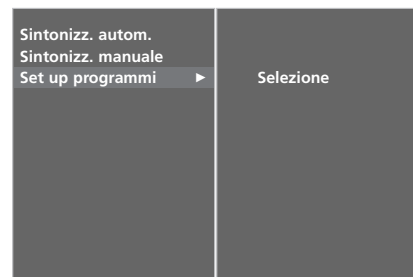 Sintonizz. autom.
Sintonizz. manuale
Set up programmi ► Selezione